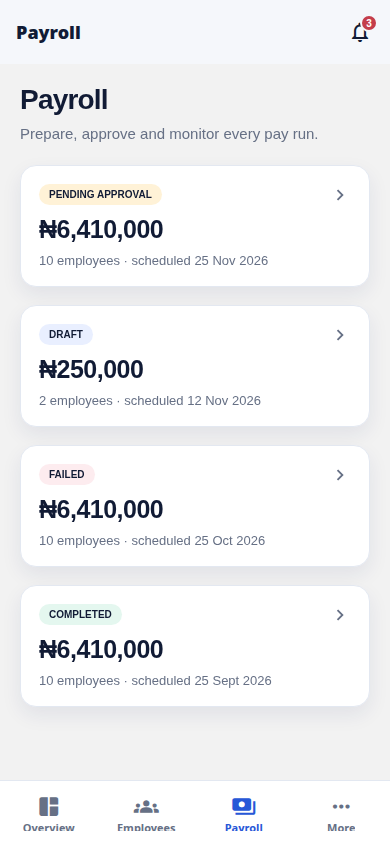 Payroll
3
Payroll
Prepare, approve and monitor every pay run.
PENDING APPROVAL
₦6,410,000
10 employees · scheduled 25 Nov 2026
DRAFT
₦250,000
2 employees · scheduled 12 Nov 2026
FAILED
₦6,410,000
10 employees · scheduled 25 Oct 2026
COMPLETED
₦6,410,000
10 employees · scheduled 25 Sept 2026
Overview Employees Payroll More